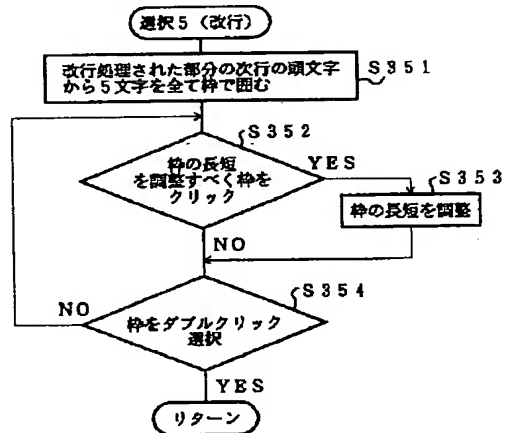 選択5（改行）
改行処理された部分の次行の頭文字
から5文字を全て枠で囲む
S351
S352
枠の長短
を調整すべく枠を
クリック
YES
S353
枠の長短を調整
NO
S354
NO
枠をダブルクリック
選択
YES
リターン